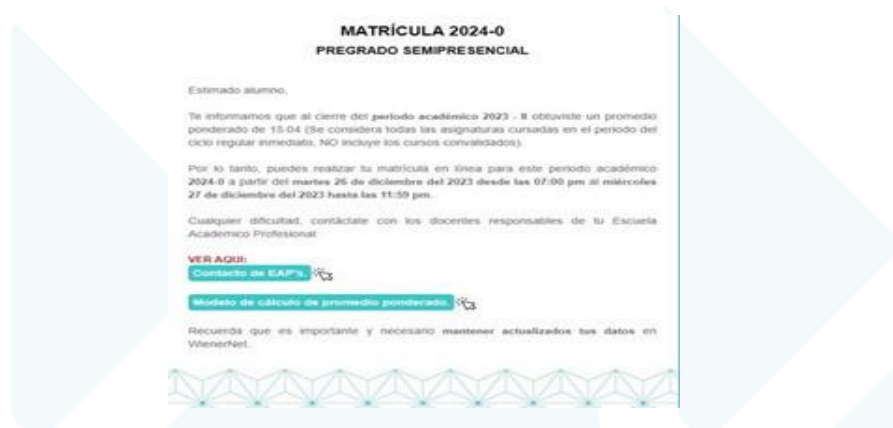 MATRÍCULA 2024-0
PREGRADO SEMIPRESENCIAL
Estimado alumno,
Te informamos que al cierre del periodo académico 2023 - II obtuviste un promedio
ponderado de 15.04 (Se considera todas las asignaturas cursadas en el periodo del
ciclo regular inmediato, NO incluye los cursos convalidados).
Por lo tanto, puedes realizar tu matrícula en línea para este periodo académico
2024-0 a partir del martes 26 de diciembre del 2023 desde las 07:00 pm al miércoles
27 de diciembre del 2023 hasta las 11:59 pm.
Cualquier dificultad, contáctate con los docentes responsables de tu Escuela
Académico Profesional:
VER AQUI:
Contacto de EAP's.
Modelo de cálculo de promedio ponderado.
Recuerda que es importante y necesario mantener actualizados tus datos en
WienerNet.